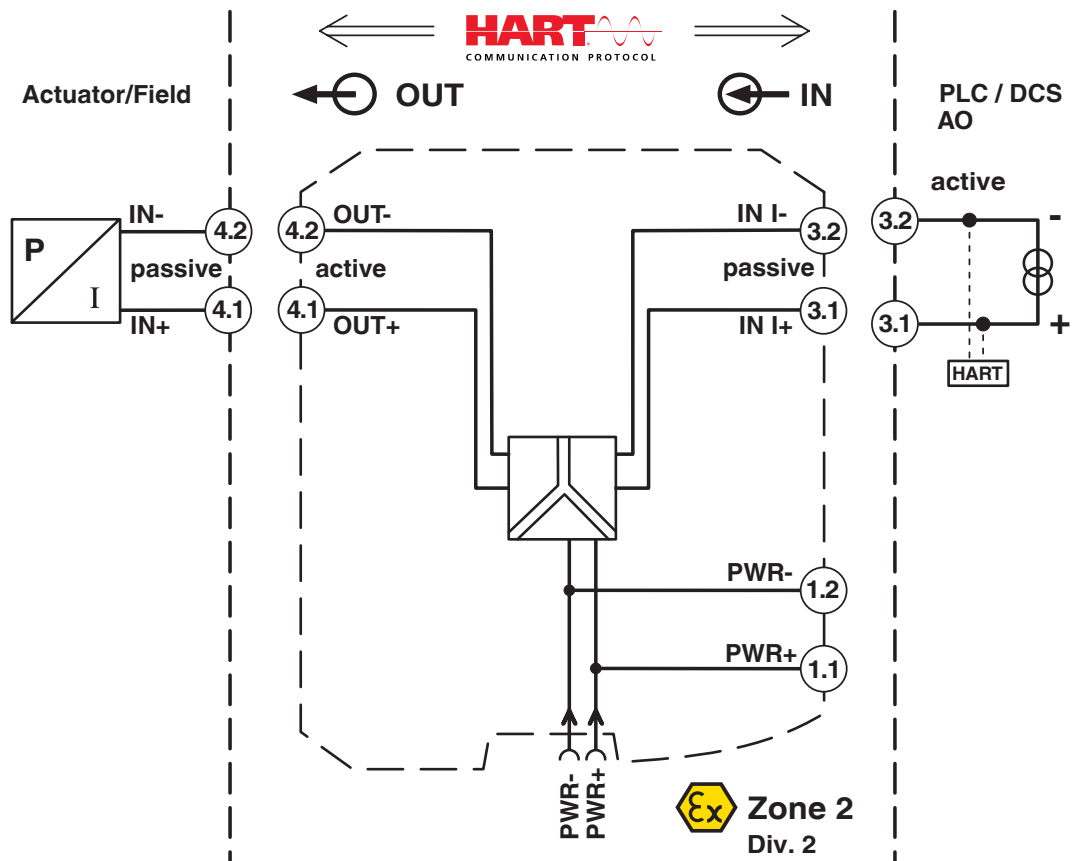 HART
COMMUNICATION PROTOCOL
Actuator/Field
OUT
IN
PLC / DCS
AO
active
IN-
4.2
4.2
OUT-
IN I-
3.2
3.2
-
P
I
passive
active
passive
IN+
4.1
4.1
OUT+
IN I+
3.1
3.1
+
HART
PWR-
1.2
PWR+
1.1
PWR-
PWR+
Ex
Zone 2
Div. 2